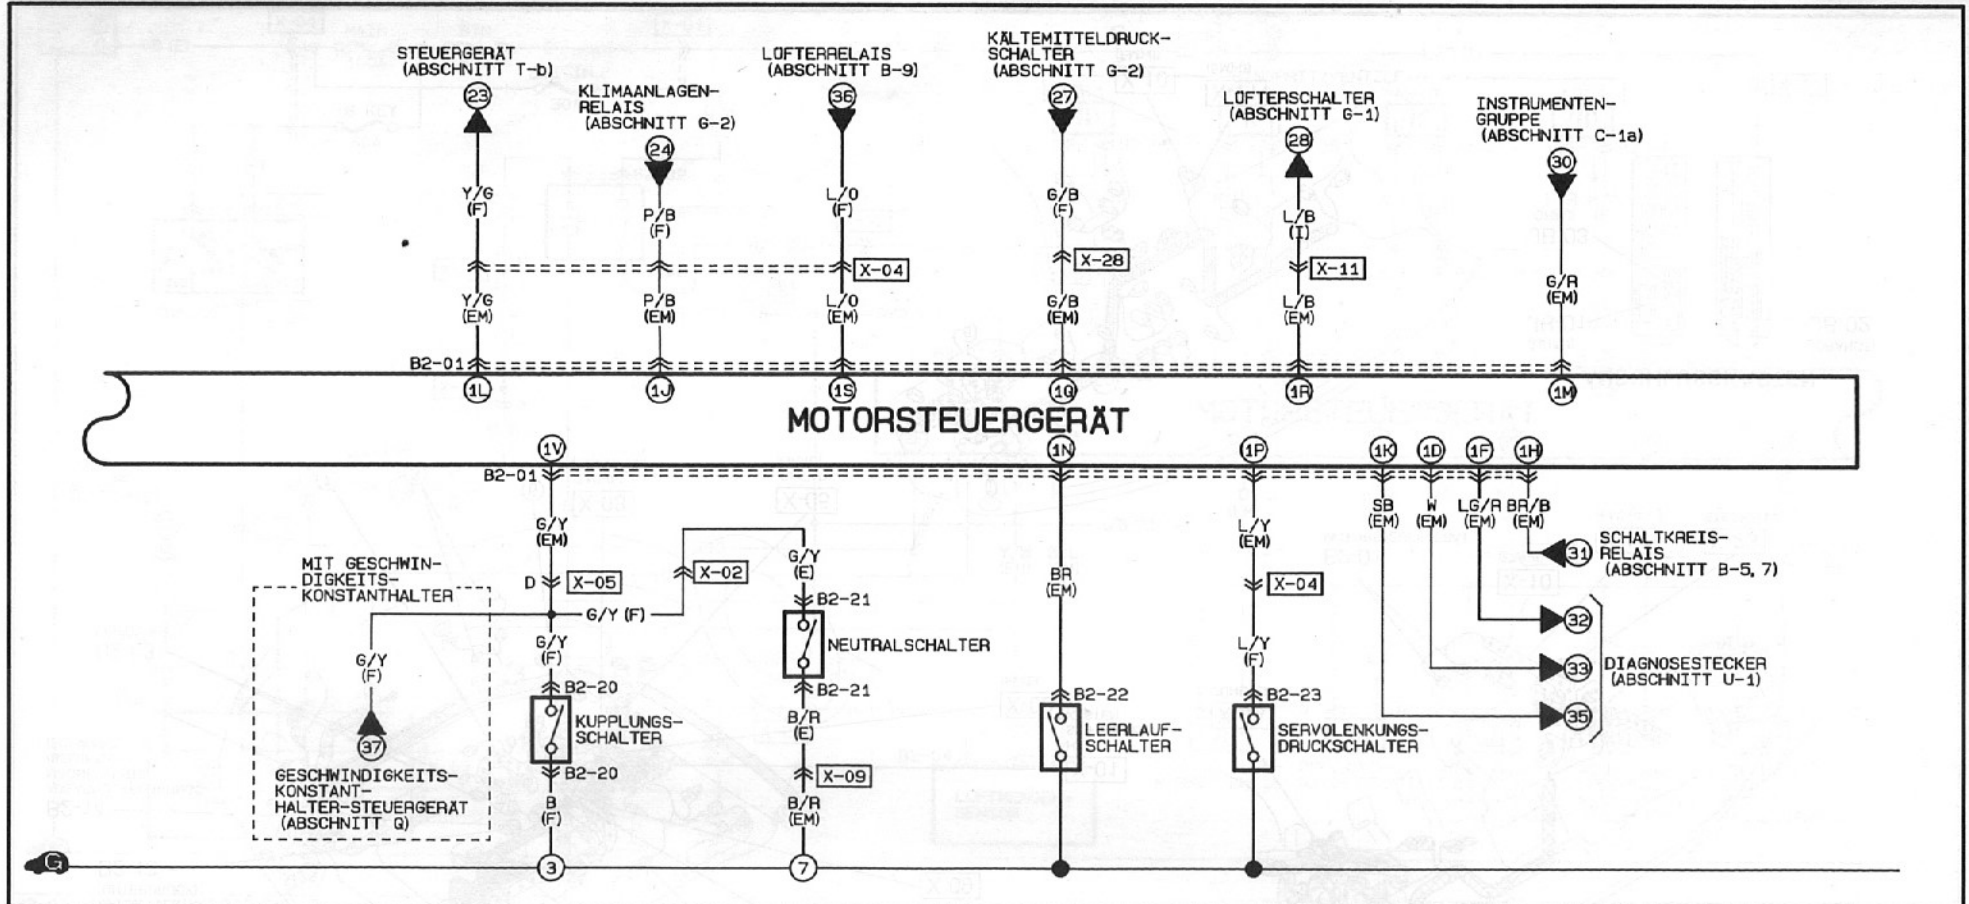 STEUERGERÄT
(ABSCHNITT T-b)
23
KLIMAANLAGEN-
RELAIS
(ABSCHNITT G-2)
24
LÖFTERRELAIS
(ABSCHNITT B-9)
36
KÄLTEMITTELDRUCK-
SCHALTER
(ABSCHNITT G-2)
27
LÖFTERSCHALTER
(ABSCHNITT G-1)
28
INSTRUMENTEN-
GRUPPE
(ABSCHNITT C-1a)
30
Y/G
(F)
P/B
(F)
L/O
(F)
G/B
(F)
L/B
(I)
X-04
X-28
X-11
Y/G
(EM)
P/B
(EM)
L/O
(EM)
G/B
(EM)
L/B
(EM)
G/R
(EM)
B2-01
1L
1J
1S
1Q
1R
1M
MOTORSTEUERGERÄT
1V
1N
1P
1K
1D
1F
1H
B2-01
G/Y
(EM)
D
X-05
G/Y (F)
X-02
G/Y
(E)
B2-21
NEUTRALSCHALTER
B2-21
B/R
(E)
X-09
B/R
(EM)
7
MIT GESCHWIN-
DIGKEITS-
KONSTANTHALTER
G/Y
(F)
37
GESCHWINDIGKEITS-
KONSTANT-
HALTER-STEUERGERÄT
(ABSCHNITT Q)
G/Y
(F)
B2-20
KUPPLUNGS-
SCHALTER
B2-20
B
(F)
3
BR
(EM)
B2-22
LEERLAUF-
SCHALTER
L/Y
(EM)
X-04
L/Y
(F)
B2-23
SERVOLENKUNGS-
DRUCKSCHALTER
SB
(EM)
W
(EM)
LG/R
(EM)
BR/B
(EM)
31
SCHALTKREIS-
RELAIS
(ABSCHNITT B-5, 7)
32
33
35
DIAGNOSESTECKER
(ABSCHNITT U-1)
G